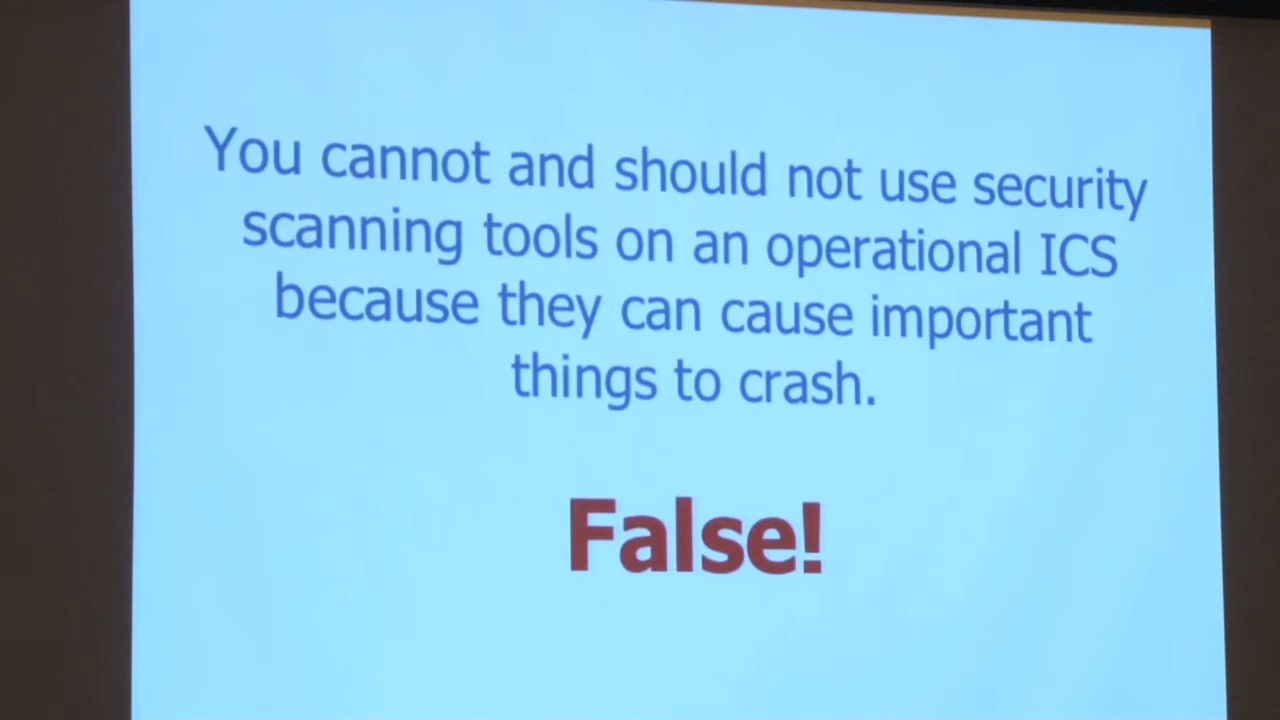 You cannot and should not use security
scanning tools on an operational ICS
because they can cause important
things to crash.
False!